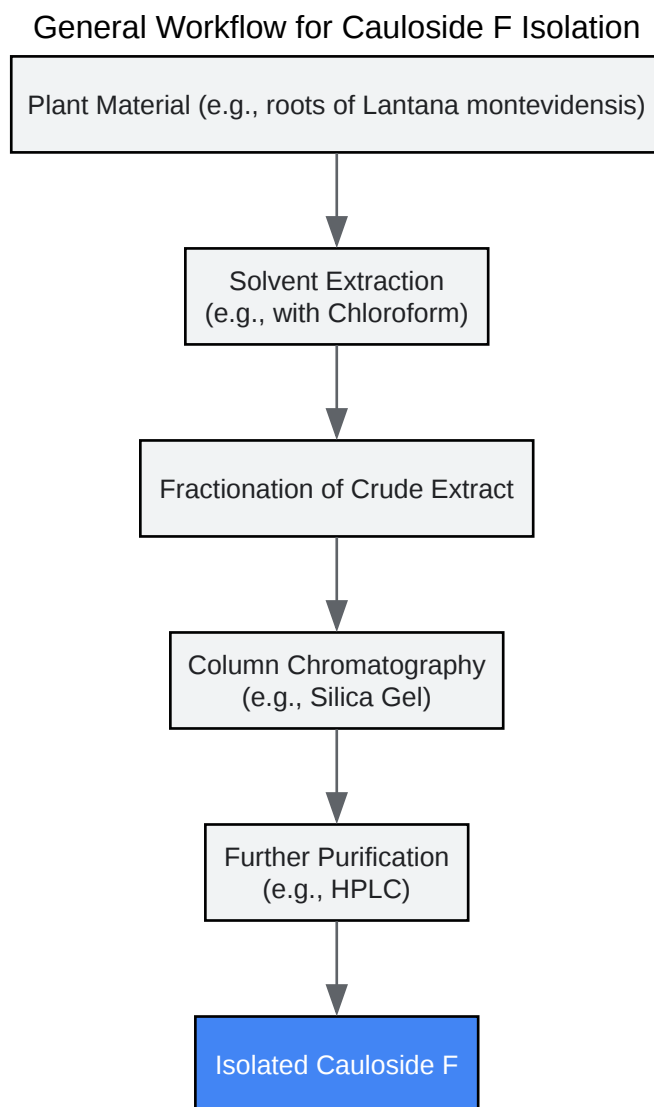 General Workflow for Cauloside F Isolation
Plant Material (e.g., roots of Lantana montevidensis)
Solvent Extraction
(e.g., with Chloroform)
Fractionation of Crude Extract
Column Chromatography
(e.g., Silica Gel)
Further Purification
(e.g., HPLC)
Isolated Cauloside F